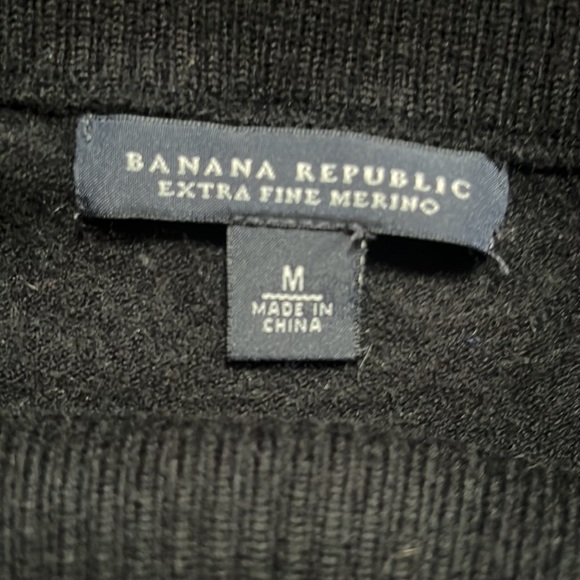 BANANA REPUBLIC
EXTRA FINE MERINO
M
MADE IN
CHINA